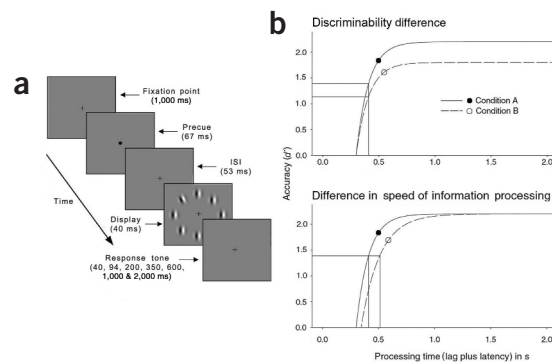 a
Fixation point
(1,000 ms)
Precue
(67 ms)
ISI
(53 ms)
Time
Display
(40 ms)
Response tone
(40, 94, 200, 350, 600,
1,000 & 2,000 ms)
b
Discriminability difference
2.0
1.5
1.0
0.5
0.0
Condition A
Condition B
0.0 0.5 1.0 1.5 2.0
Accuracy (d')
Difference in speed of information processing
2.0
1.5
1.0
0.5
0.0
0.0 0.5 1.0 1.5 2.0
Processing time (lag plus latency) in s